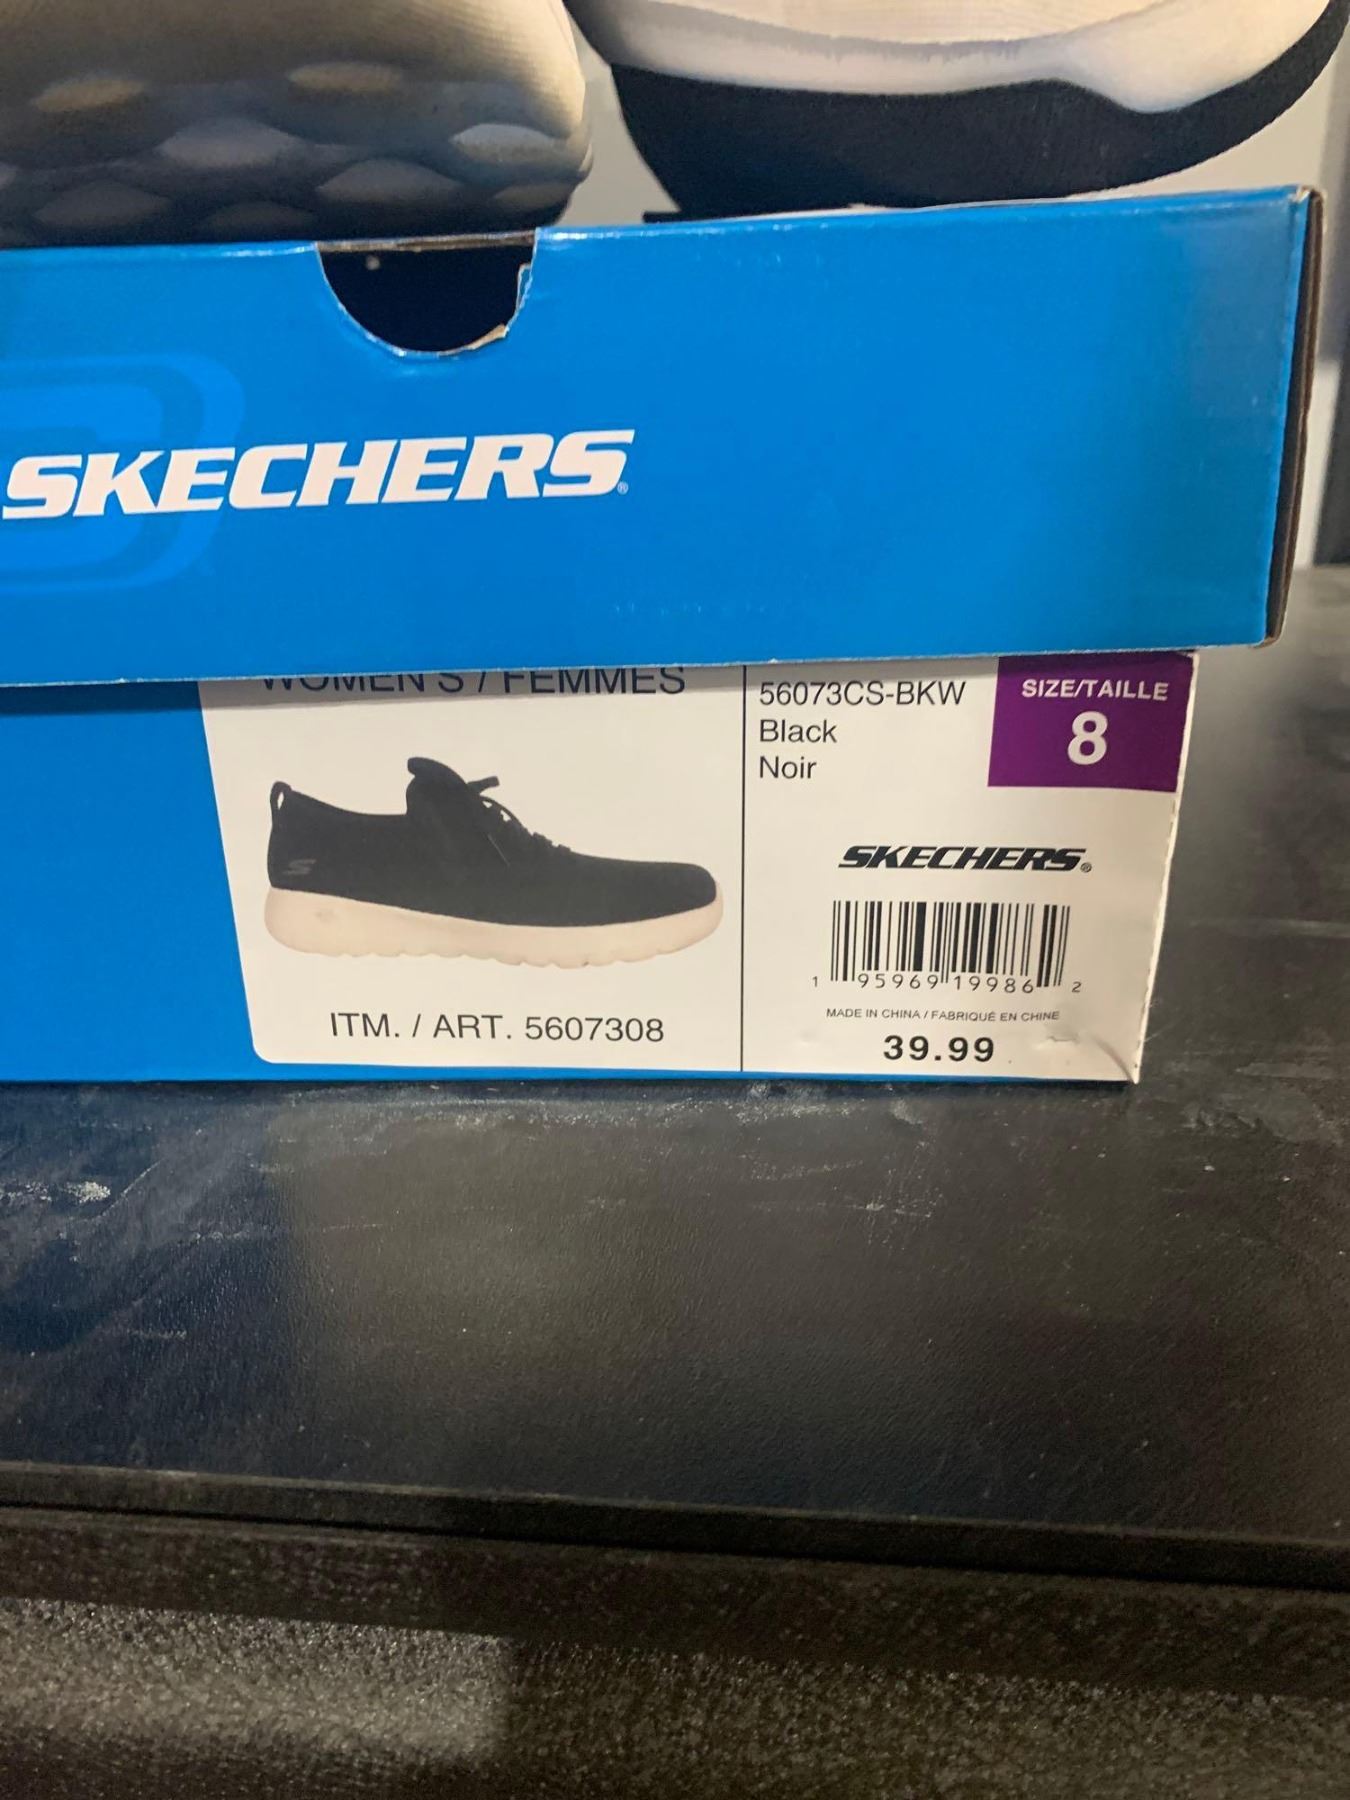 SKECHERS®
WOMEN'S / FEMMES
56073CS-BKW
Black
Noir
SIZE/TAILLE
8
SKECHERS®
1 95969 19986 2
MADE IN CHINA / FABRIQUÉ EN CHINE
39.99
ITM. / ART. 5607308